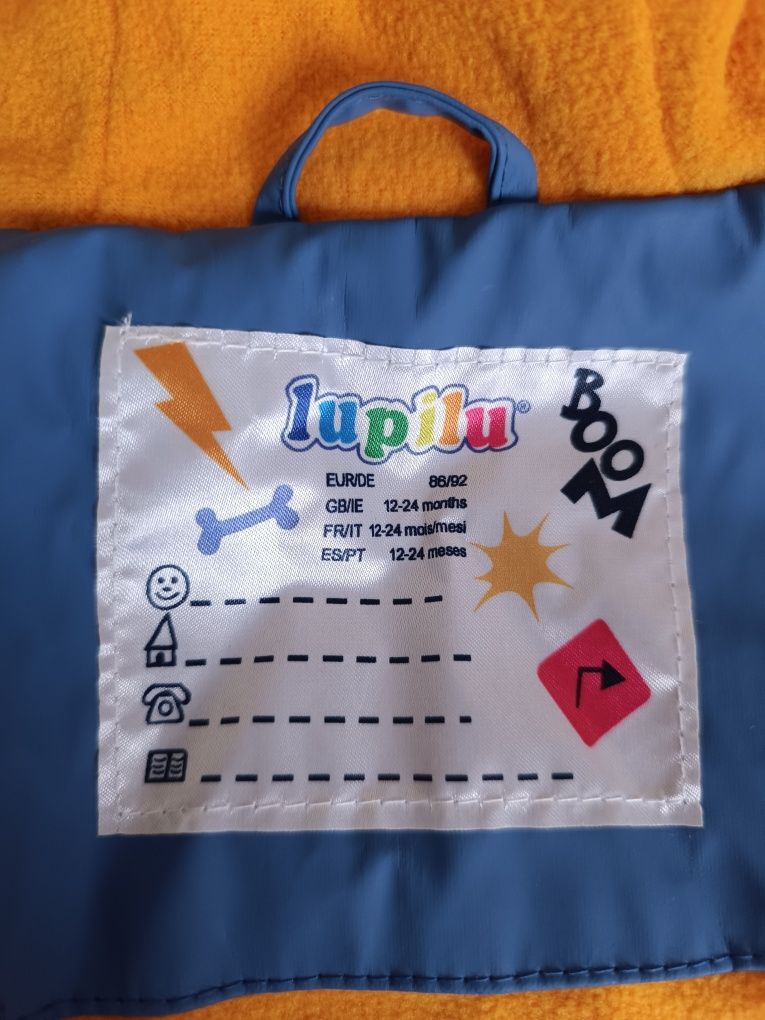 lupilu®
BOOM
EUR/DE 86/92
GB/IE 12-24 months
FR/IT 12-24 mois/mesi
ES/PT 12-24 meses